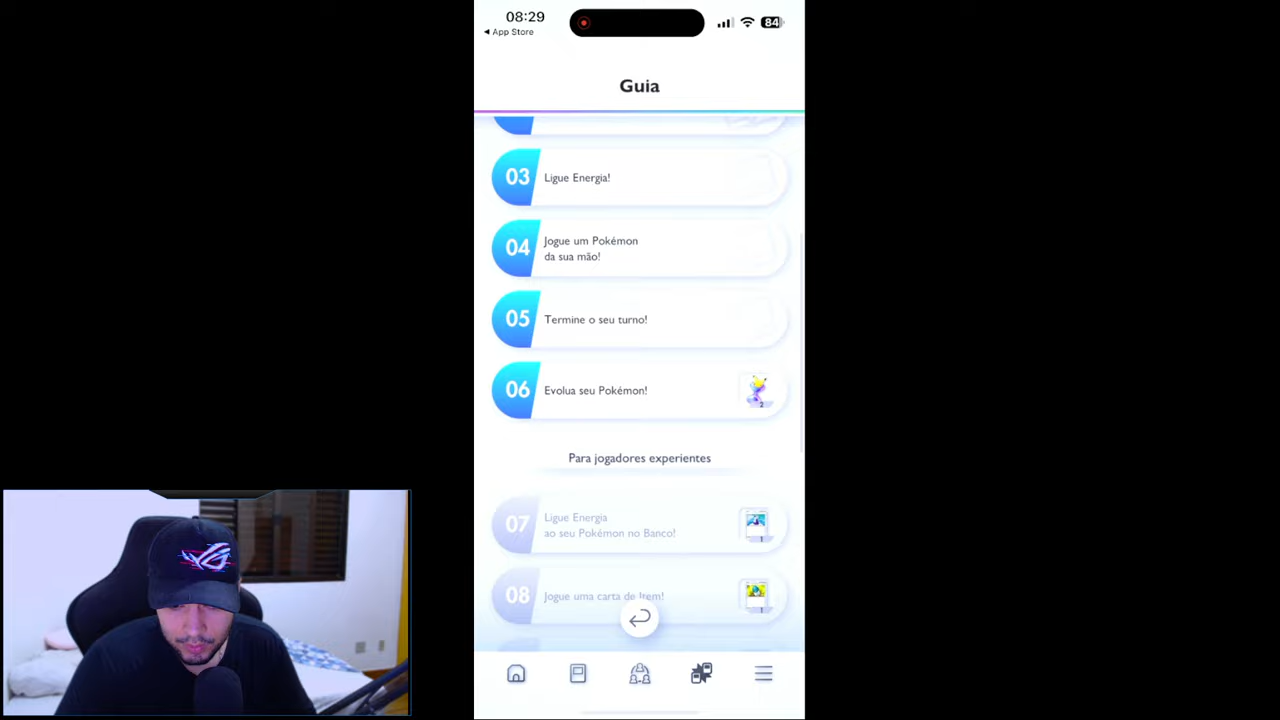 08:29
84
App Store
Guia
03
Ligue Energia!
04
Jogue um Pokémon
da sua mão!
05
Termine o seu turno!
06
Evolua seu Pokémon!
Para jogadores experientes
07
Ligue Energia
ao seu Pokémon no Banco!
08
Jogue uma carta de Item!